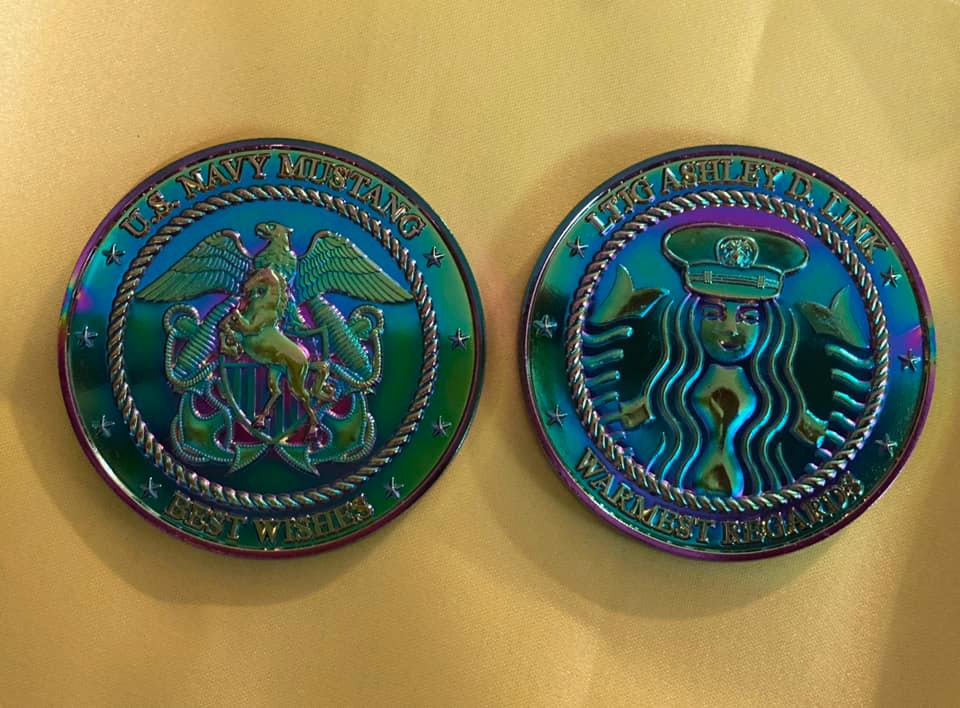 U.S. NAVY MUSTANG
BEST WISHES
LTJG ASHLEY D. LINK
WARMEST REGARDS